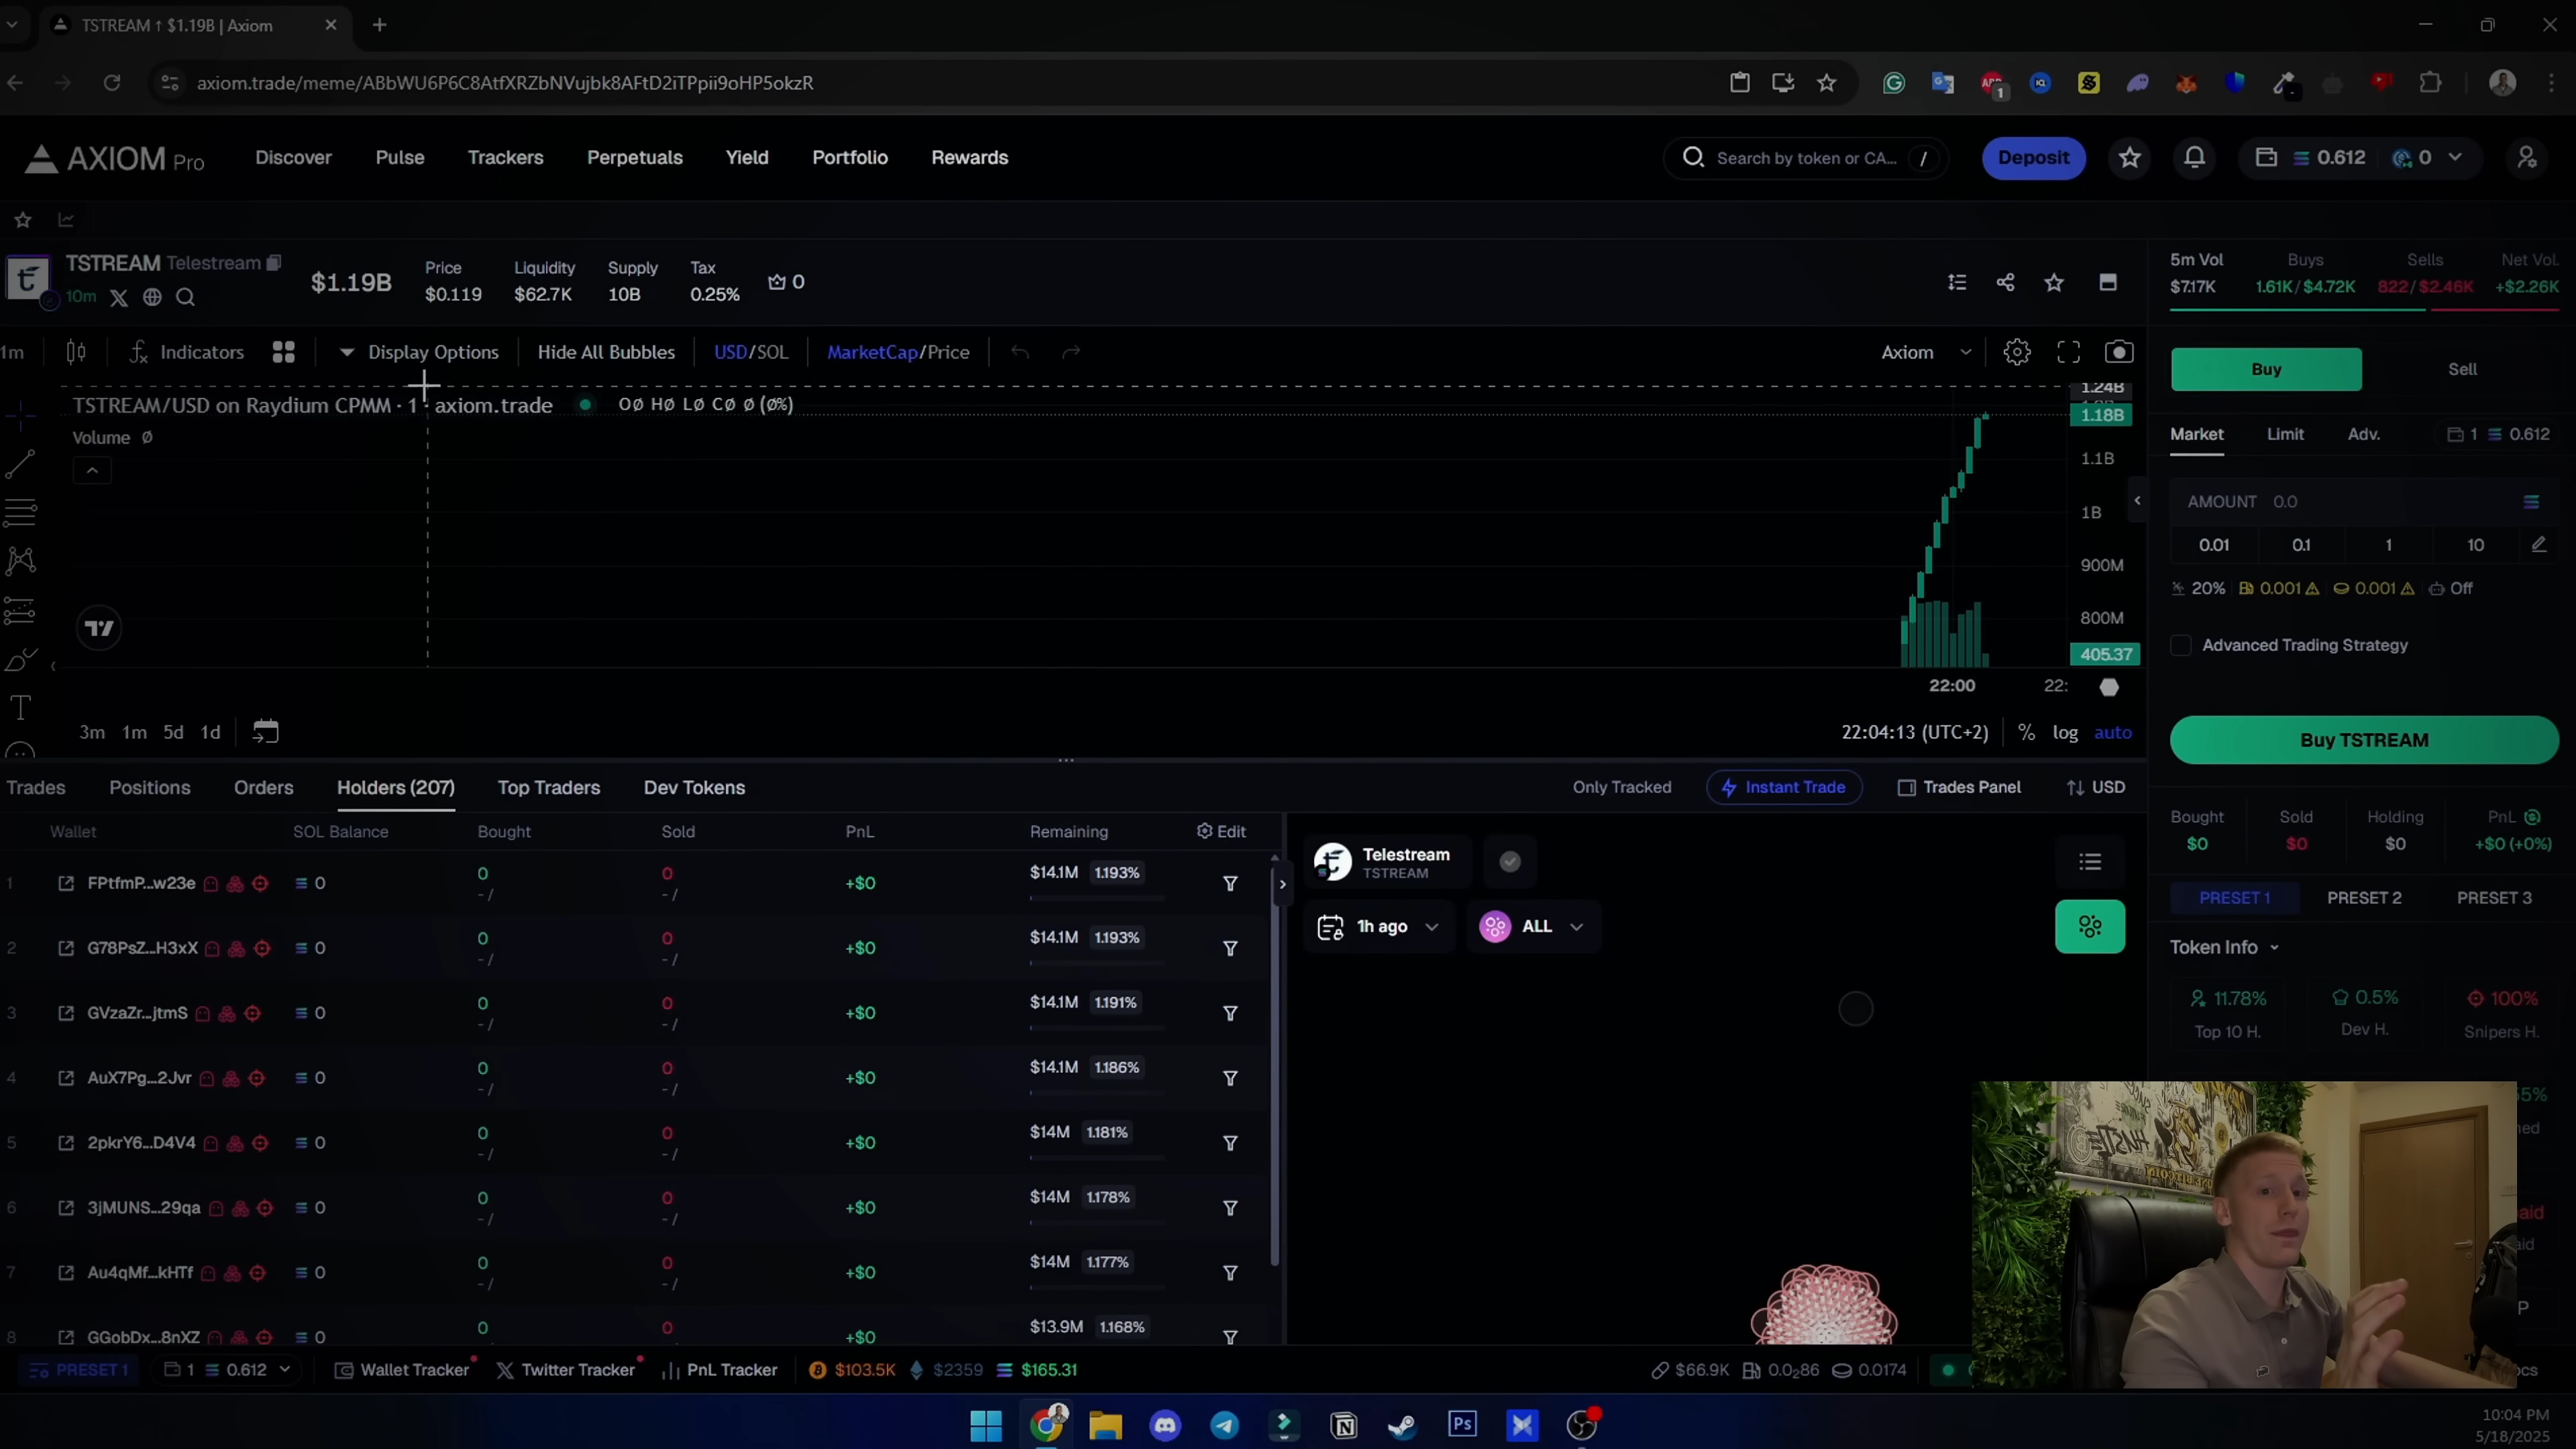 TSTREAM ↑ $1.19B | Axiom
axiom.trade/meme/ABbWU6P6C8AtfXRZbNVujbk8AFtD2iTPpii9oHP5okzR
AXIOM Pro Discover Pulse Trackers Perpetuals Yield Portfolio Rewards Search by token or CA... / Deposit 0.612 0
TSTREAM Telestream
10m
$1.19B
Price Liquidity Supply Tax
$0.119 $62.7K 10B 0.25% 0
5m Vol Buys Sells Net Vol.
$7.17K 1.61K / $4.72K 822 / $2.46K +$2.26K
1m Indicators Display Options Hide All Bubbles USD/SOL MarketCap/Price Axiom
Buy Sell
TSTREAM/USD on Raydium CPMM · 1 · axiom.trade OØ HØ LØ CØ Ø (Ø%)
Volume Ø
1.24B
1.18B
1.1B
1B
900M
800M
405.37
22:00 22:
Market Limit Adv. 1 0.612
AMOUNT 0.0
0.01 0.1 1 10
20% 0.001 0.001 Off
Advanced Trading Strategy
Buy TSTREAM
3m 1m 5d 1d 22:04:13 (UTC+2) % log auto
Trades Positions Orders Holders (207) Top Traders Dev Tokens Only Tracked Instant Trade Trades Panel USD
Bought Sold Holding PnL
$0 $0 $0 +$0 (+0%)
PRESET 1 PRESET 2 PRESET 3
Token Info
11.78% 0.5% 100%
Top 10 H. Dev H. Snipers H.
Wallet SOL Balance Bought Sold PnL Remaining Edit
1 FPtfmP...w23e 0 0 - / 0 - / +$0 $14.1M 1.193%
2 G78PsZ...H3xX 0 0 - / 0 - / +$0 $14.1M 1.193%
3 GVzaZr...jtmS 0 0 - / 0 - / +$0 $14.1M 1.191%
4 AuX7Pg...2Jvr 0 0 - / 0 - / +$0 $14.1M 1.186%
5 2pkrY6...D4V4 0 0 - / 0 - / +$0 $14M 1.181%
6 3jMUNS...29qa 0 0 - / 0 - / +$0 $14M 1.178%
7 Au4qMf...kHTf 0 0 - / 0 - / +$0 $14M 1.177%
8 GGobDx...8nXZ 0 0 0 +$0 $13.9M 1.168%
Telestream
TSTREAM
1h ago ALL
5%
ned
aid
aid
P
PRESET 1 1 0.612 Wallet Tracker Twitter Tracker PnL Tracker $103.5K $2359 $165.31 $66.9K 0.0₂86 0.0174 ocs
Ps
10:04 PM
5/18/2025